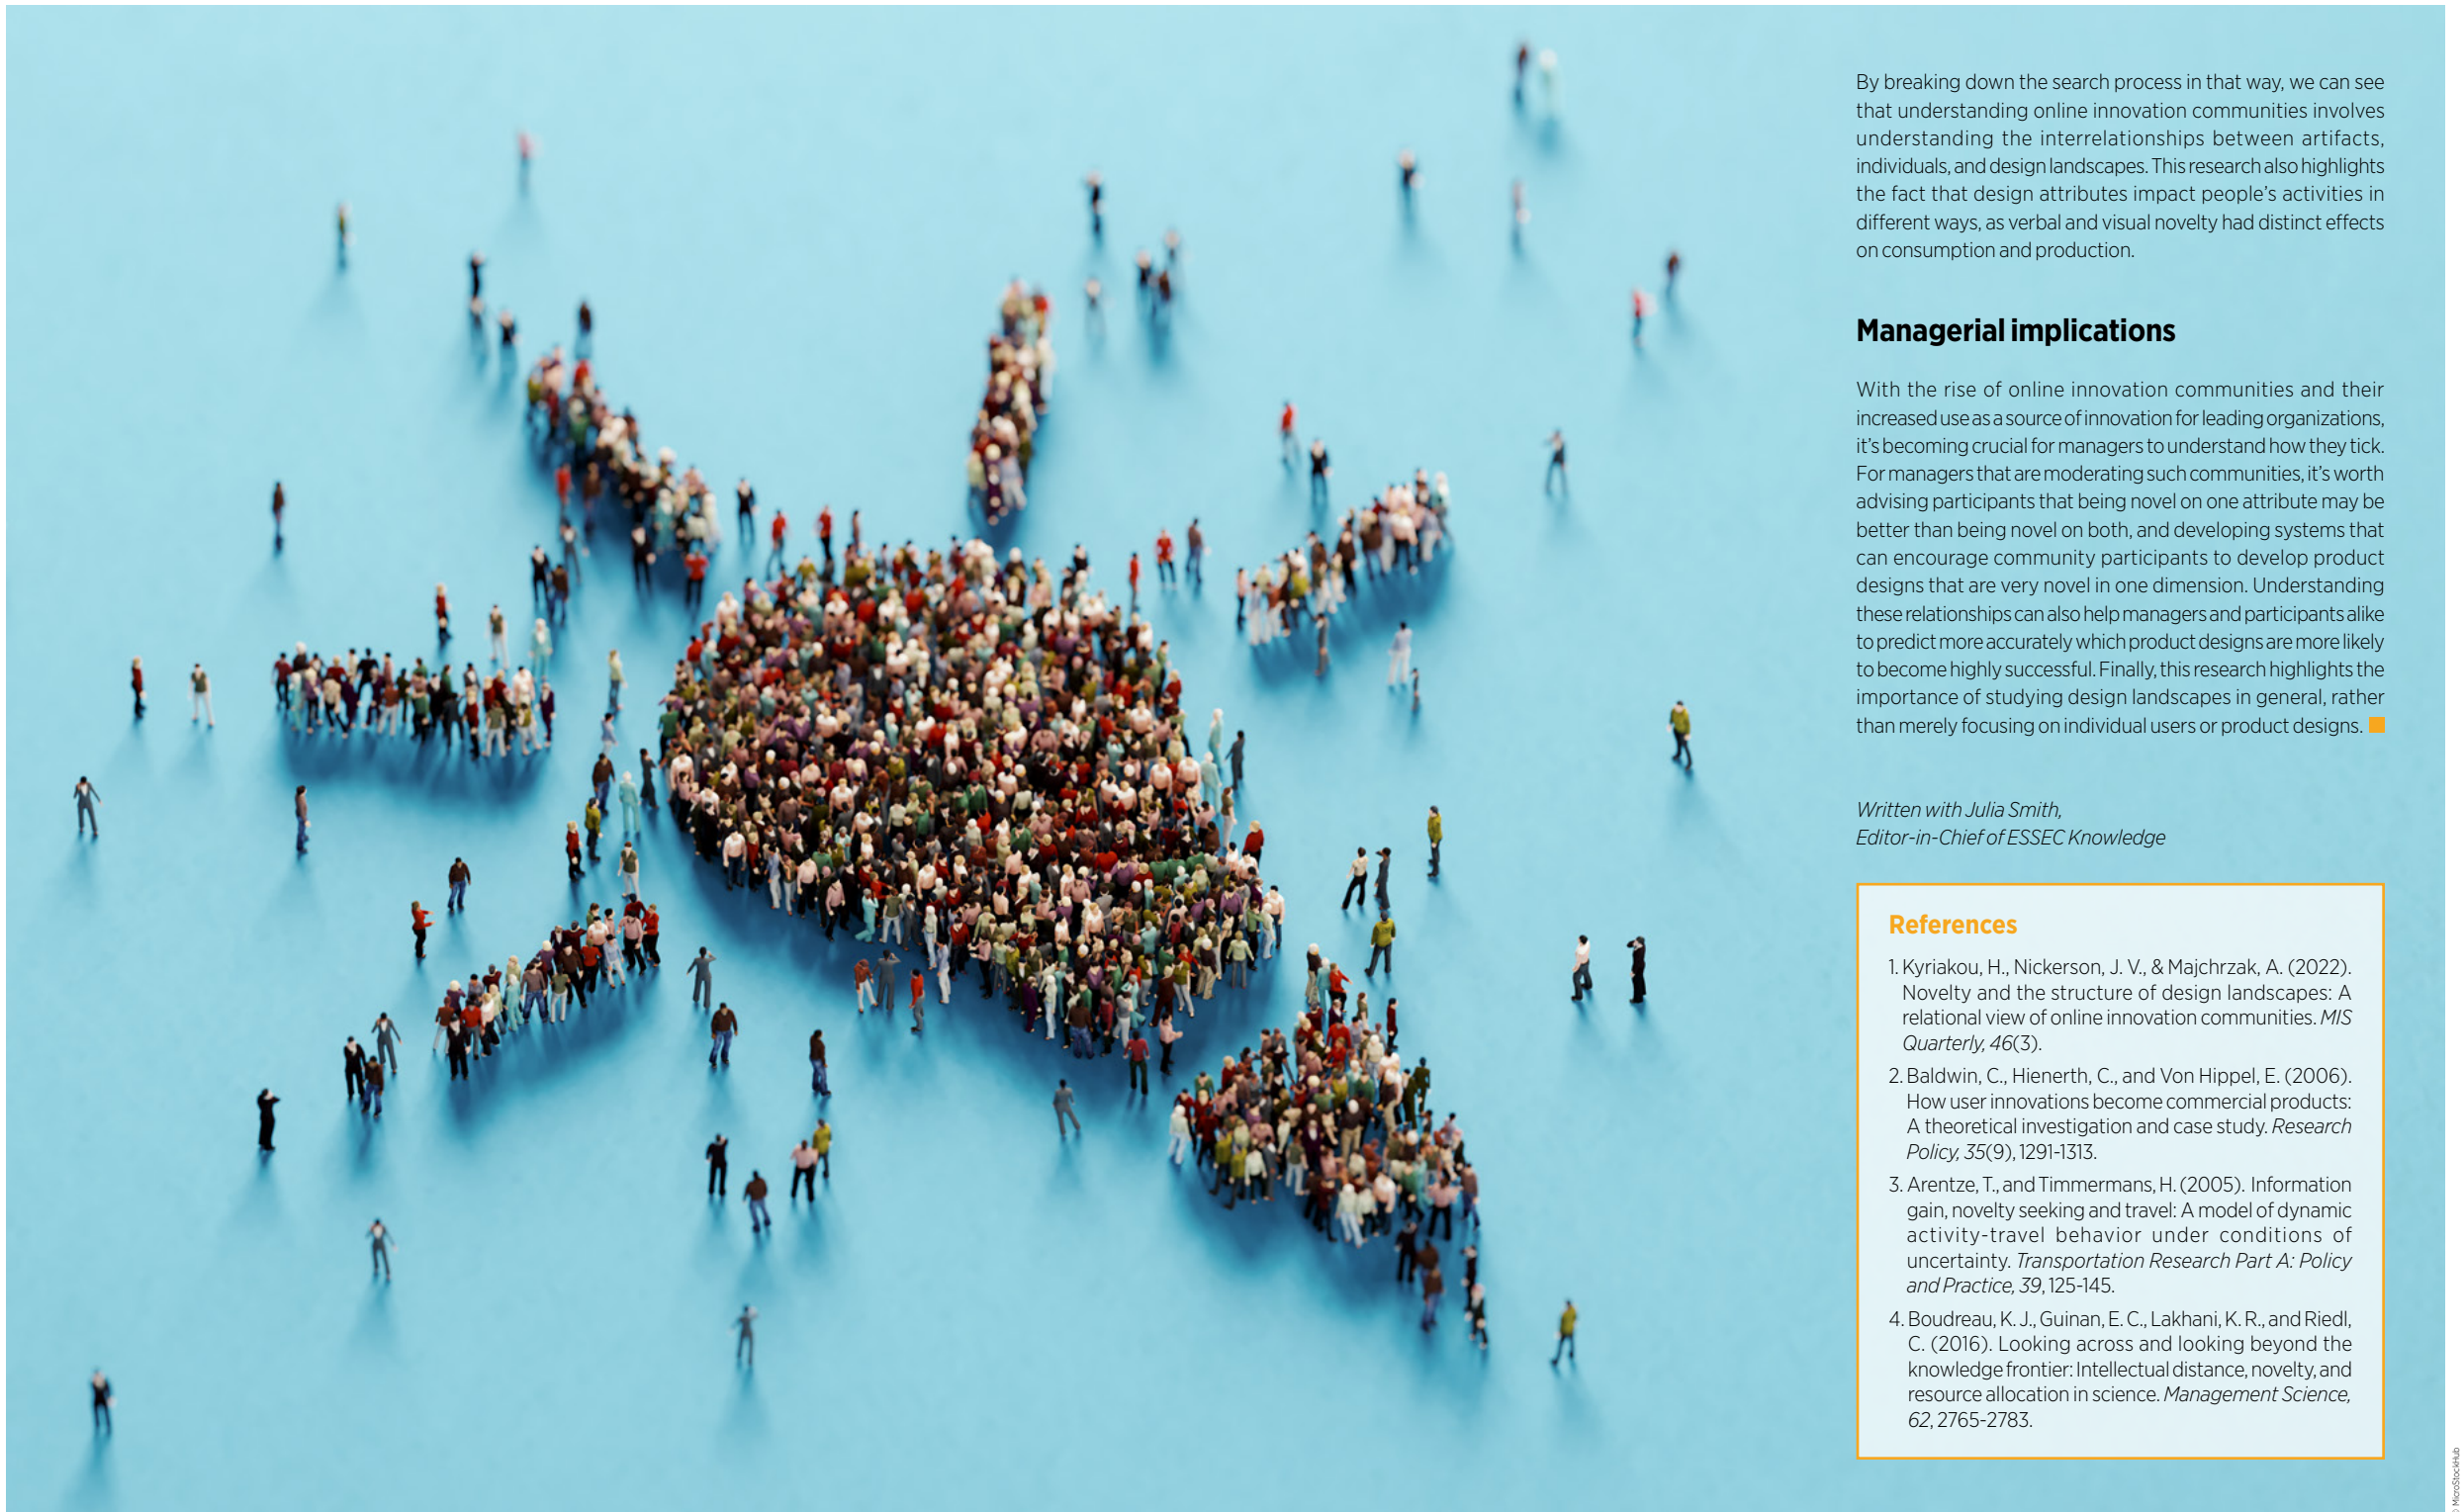 By breaking down the search process in that way, we can see
that understanding online innovation communities involves
understanding the interrelationships between artifacts,
individuals, and design landscapes. This research also highlights
the fact that design attributes impact people's activities in
different ways, as verbal and visual novelty had distinct effects
on consumption and production.
Managerial implications
With the rise of online innovation communities and their
increased use as a source of innovation for leading organizations,
it's becoming crucial for managers to understand how they tick.
For managers that are moderating such communities, it's worth
advising participants that being novel on one attribute may be
better than being novel on both, and developing systems that
can encourage community participants to develop product
designs that are very novel in one dimension. Understanding
these relationships can also help managers and participants alike
to predict more accurately which product designs are more likely
to become highly successful. Finally, this research highlights the
importance of studying design landscapes in general, rather
than merely focusing on individual users or product designs.
Written with Julia Smith,
Editor-in-Chief of ESSEC Knowledge
References
1. Kyriakou, H., Nickerson, J. V., & Majchrzak, A. (2022).
Novelty and the structure of design landscapes: A
relational view of online innovation communities. MIS
Quarterly, 46(3).
2. Baldwin, C., Hienerth, C., and Von Hippel, E. (2006).
How user innovations become commercial products:
A theoretical investigation and case study. Research
Policy, 35(9), 1291-1313.
3. Arentze, T., and Timmermans, H. (2005). Information
gain, novelty seeking and travel: A model of dynamic
activity-travel behavior under conditions of
uncertainty. Transportation Research Part A: Policy
and Practice, 39, 125-145.
4. Boudreau, K. J., Guinan, E. C., Lakhani, K. R., and Riedl,
C. (2016). Looking across and looking beyond the
knowledge frontier: Intellectual distance, novelty, and
resource allocation in science. Management Science,
62, 2765-2783.
© MicroStockHub